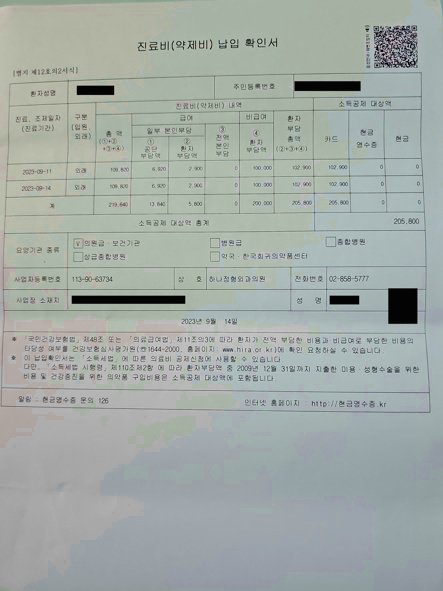 진료비(약제비) 납입 확인서
[별지 제12호의2서식]
환자성명 주민등록번호
진료, 조제일자 (진료기간) 구분 (입원, 외래) 진료비(약제비) 내역 소득공제 대상액
총 액 (①+② +③+④) 급여 비급여 환자 부담 총액 (②+③+④) 카드 현금 영수증 현금
일부 본인부담 ③ 전액 본인 부담 ④ 환자 부담액
① 공단 부담액 ② 환자 부담액
2023-09-11 외래 109,820 6,920 2,900 0 100,000 102,900 102,900 0 0
2023-09-14 외래 109,820 6,920 2,900 0 100,000 102,900 102,900 0 0
계 219,640 13,840 5,800 0 200,000 205,800 205,800 0 0
소득공제 대상액 총계 205,800
요양기관 종류 [V]의원급·보건기관 병원급 종합병원
상급종합병원 약국·한국희귀의약품센터
사업자등록번호 113-90-63734 상 호 하나정형외과의원 전화번호 02-858-5777
사업장 소재지 성 명
2023년 9월 14일
* 「국민건강보험법」제48조 또는 「의료급여법」제11조의3에 따라 환자가 전액 부담한 비용과 비급여로 부담한 비용의
타당성 여부를 건강보험심사평가원(☎1644-2000, 홈페이지: www.hira.or.kr)에 확인 요청하실 수 있습니다.
* 이 납입확인서는 「소득세법」에 따른 의료비 공제신청에 사용할 수 있습니다
다만, 「소득세법 시행령」제110조제2항 에 따라 환자부담액 중 2009년 12월 31일까지 지출한 미용·성형수술을 위한
비용 및 건강증진을 위한 의약품 구입비용은 소득공제 대상액에 포함됩니다.
알림 : 현금영수증 문의 126 인터넷 홈페이지 : http://현금영수증.kr